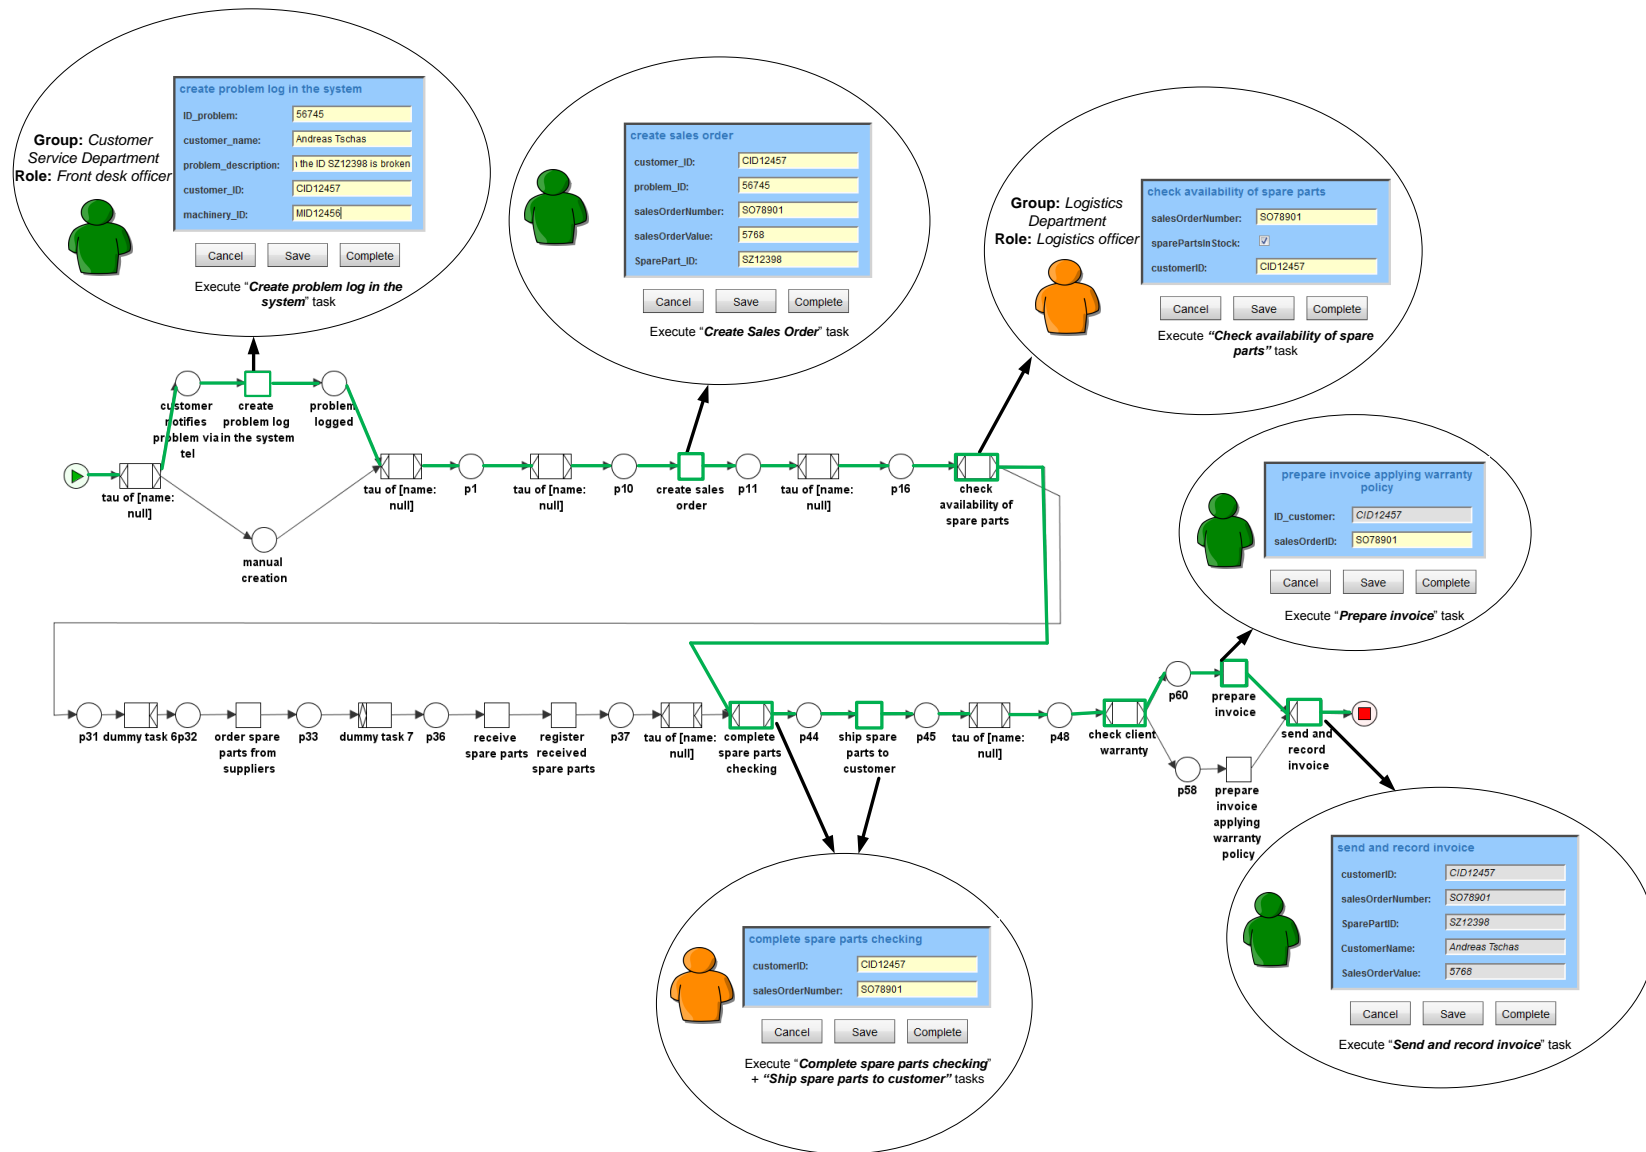 Group: Customer
Service Department
Role: Front desk officer
create problem log in the system
ID_problem: 56745
customer_name: Andreas Tschas
problem_description: the ID SZ12398 is broken
customer_ID: CID12457
machinery_ID: MID12456
Cancel Save Complete
Execute “Create problem log in the
system” task
create sales order
customer_ID: CID12457
problem_ID: 56745
salesOrderNumber: SO78901
salesOrderValue: 5768
SparePart_ID: SZ12398
Cancel Save Complete
Execute “Create Sales Order” task
Group: Logistics
Department
Role: Logistics officer
check availability of spare parts
salesOrderNumber: SO78901
sparePartsInStock:
customerID: CID12457
Cancel Save Complete
Execute “Check availability of spare
parts” task
customer
notifies
problem via
tel
create
problem log
in the system
problem
logged
tau of [name:
null]
manual
creation
tau of [name:
null]
p1
tau of [name:
null]
p10
create sales
order
p11
tau of [name:
null]
p16
check
availability of
spare parts
prepare invoice applying warranty
policy
ID_customer: CID12457
salesOrderID: SO78901
Cancel Save Complete
Execute “Prepare invoice” task
p31
dummy task 6
p32
order spare
parts from
suppliers
p33
dummy task 7
p36
receive
spare parts
register
received
spare parts
p37
tau of [name:
null]
complete
spare parts
checking
p44
ship spare
parts to
customer
p45
tau of [name:
null]
p48
check client
warranty
p60
prepare
invoice
p58
prepare
invoice
applying
warranty
policy
send and
record
invoice
complete spare parts checking
customerID: CID12457
salesOrderNumber: SO78901
Cancel Save Complete
Execute “Complete spare parts checking”
+ “Ship spare parts to customer” tasks
send and record invoice
customerID: CID12457
salesOrderNumber: SO78901
SparePartID: SZ12398
CustomerName: Andreas Tschas
SalesOrderValue: 5768
Cancel Save Complete
Execute “Send and record invoice” task